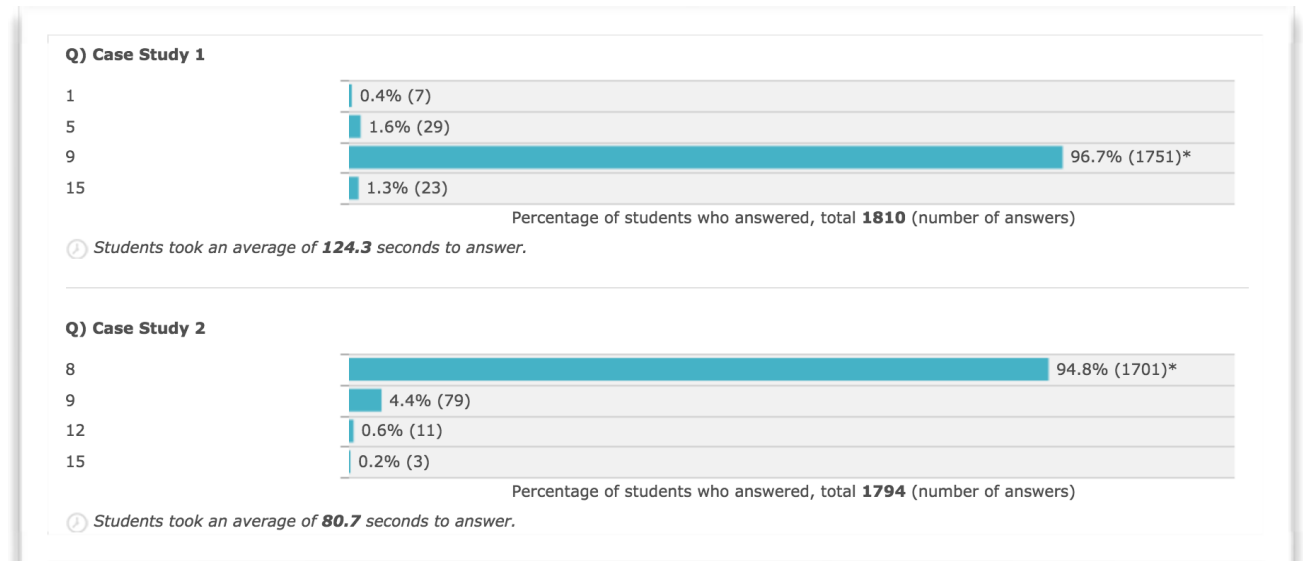 Q) Case Study 1
1 0.4% (7)
5 1.6% (29)
9 96.7% (1751)*
15 1.3% (23)
Percentage of students who answered, total 1810 (number of answers)
Students took an average of 124.3 seconds to answer.
Q) Case Study 2
8 94.8% (1701)*
9 4.4% (79)
12 0.6% (11)
15 0.2% (3)
Percentage of students who answered, total 1794 (number of answers)
Students took an average of 80.7 seconds to answer.